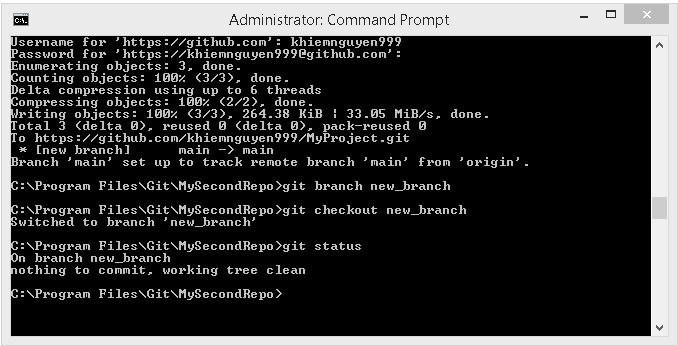 Administrator: Command Prompt
Username for 'https://github.com': khiemnguyen999
Password for 'https://khiemnguyen999@github.com':
Enumerating objects: 3, done.
Counting objects: 100% (3/3), done.
Delta compression using up to 6 threads
Compressing objects: 100% (2/2), done.
Writing objects: 100% (3/3), 264.38 KiB | 33.05 MiB/s, done.
Total 3 (delta 0), reused 0 (delta 0), pack-reused 0
To https://github.com/khiemnguyen999/MyProject.git
 * [new branch]      main -> main
Branch 'main' set up to track remote branch 'main' from 'origin'.
C:\Program Files\Git\MySecondRepo>git branch new_branch
C:\Program Files\Git\MySecondRepo>git checkout new_branch
Switched to branch 'new_branch'
C:\Program Files\Git\MySecondRepo>git status
On branch new_branch
nothing to commit, working tree clean
C:\Program Files\Git\MySecondRepo>